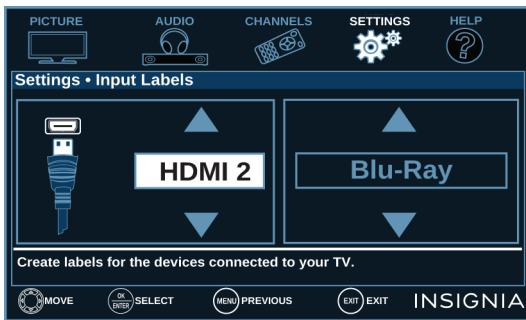 PICTURE AUDIO CHANNELS SETTINGS HELP
Settings • Input Labels
HDMI 2 Blu-Ray
Create labels for the devices connected to your TV.
MOVE OK ENTER SELECT MENU PREVIOUS EXIT EXIT INSIGNIA